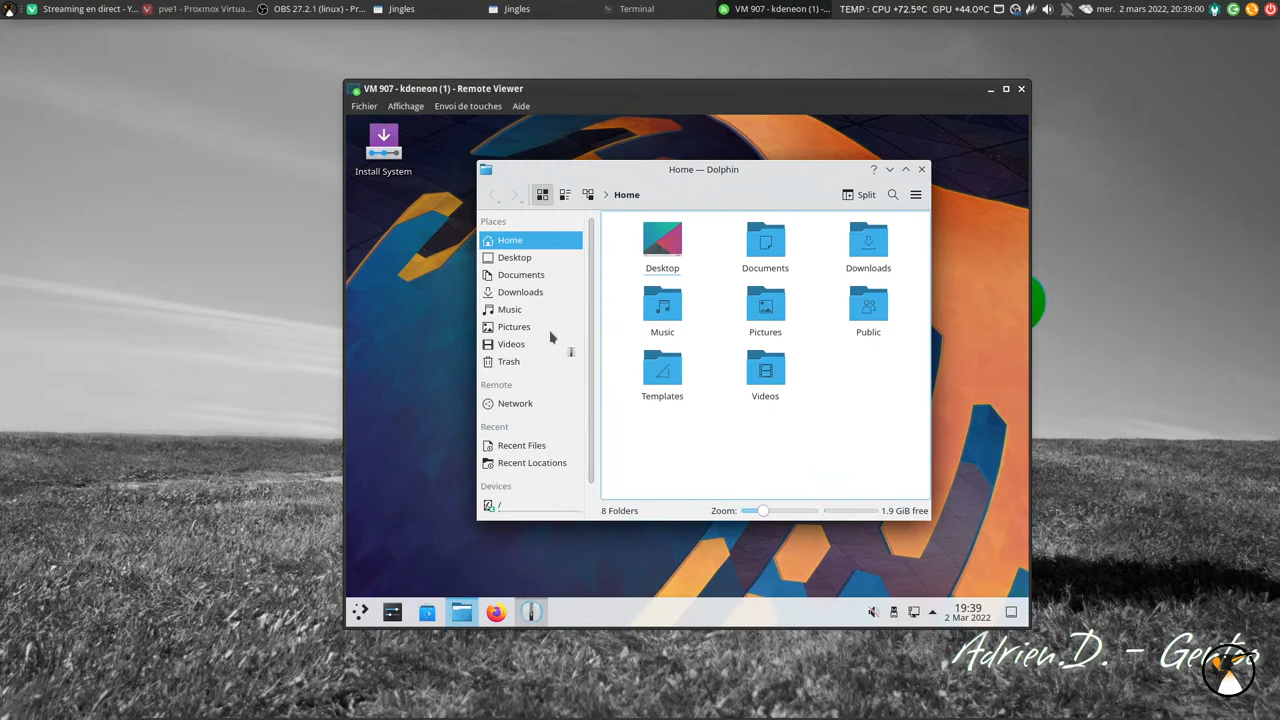 Streaming en direct - Y...
pve1 - Proxmox Virtua...
OBS 27.2.1 (linux) - Pr...
Jingles
Jingles
Terminal
VM 907 - kdeneon (1) -...
TEMP : CPU +72.5°C GPU +44.0°C
mer. 2 mars 2022, 20:39:00
VM 907 - kdeneon (1) - Remote Viewer
Fichier Affichage Envoi de touches Aide
Install System
Home — Dolphin
Home
Split
Places
Home
Desktop
Documents
Downloads
Music
Pictures
Videos
Trash
Remote
Network
Recent
Recent Files
Recent Locations
Devices
/
Desktop
Documents
Downloads
Music
Pictures
Public
Templates
Videos
8 Folders
Zoom:
1.9 GiB free
19:39
2 Mar 2022
Adrien.D. - Gentoo